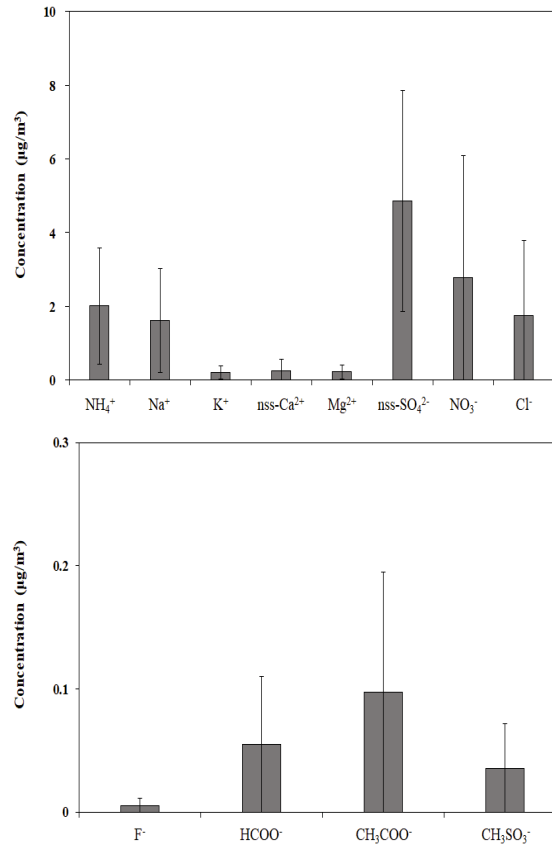 10
8
6
4
2
0
Concentration (µg/m³)
NH₄⁺ Na⁺ K⁺ nss-Ca²⁺ Mg²⁺ nss-SO₄²⁻ NO₃⁻ Cl⁻
0.3
0.2
0.1
0
Concentration (µg/m³)
F⁻ HCOO⁻ CH₃COO⁻ CH₃SO₃⁻